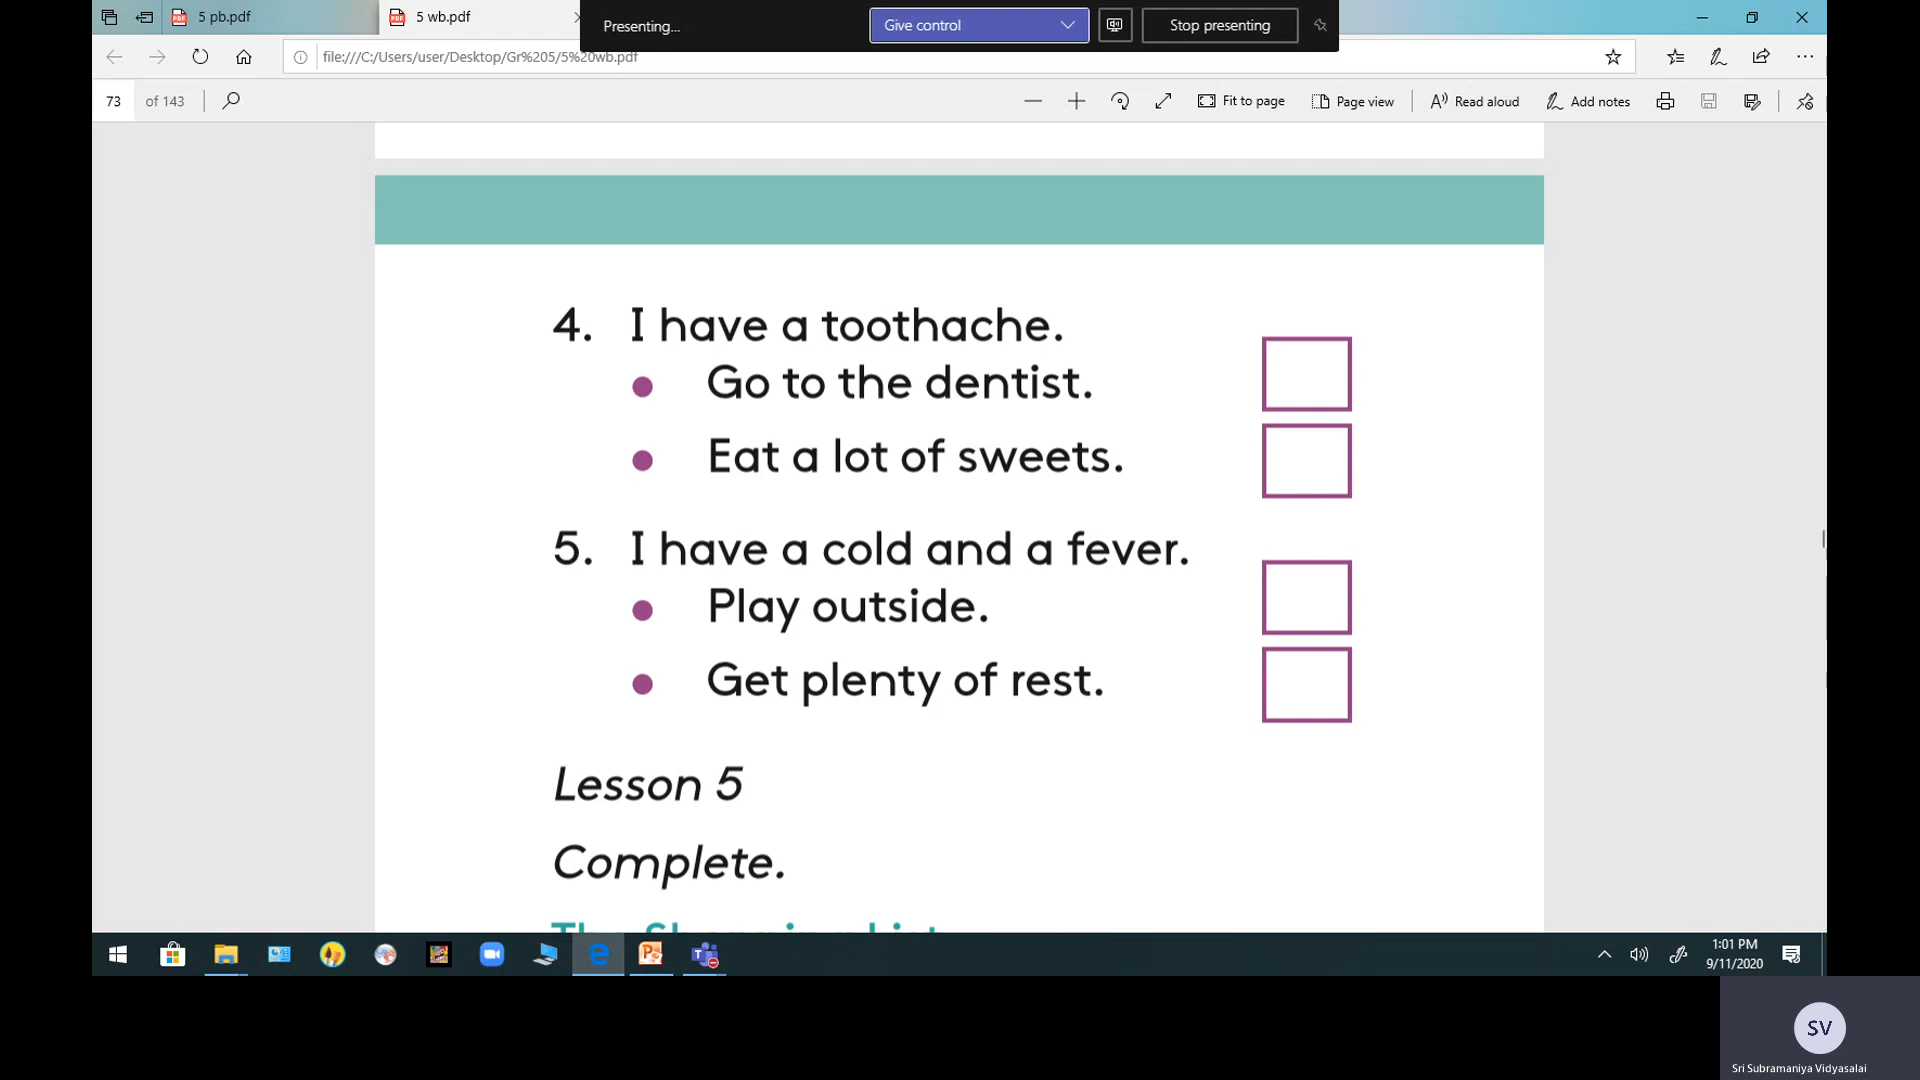 5 pb.pdf
5 wb.pdf
Presenting...
Give control
Stop presenting
file:///C:/Users/user/Desktop/Gr%205/5%20wb.pdf
73 of 143
Fit to page
Page view
Read aloud
Add notes
4. I have a toothache.
Go to the dentist.
Eat a lot of sweets.
5. I have a cold and a fever.
Play outside.
Get plenty of rest.
Lesson 5
Complete.
1:01 PM
9/11/2020
SV
Sri Subramaniya Vidyasalai